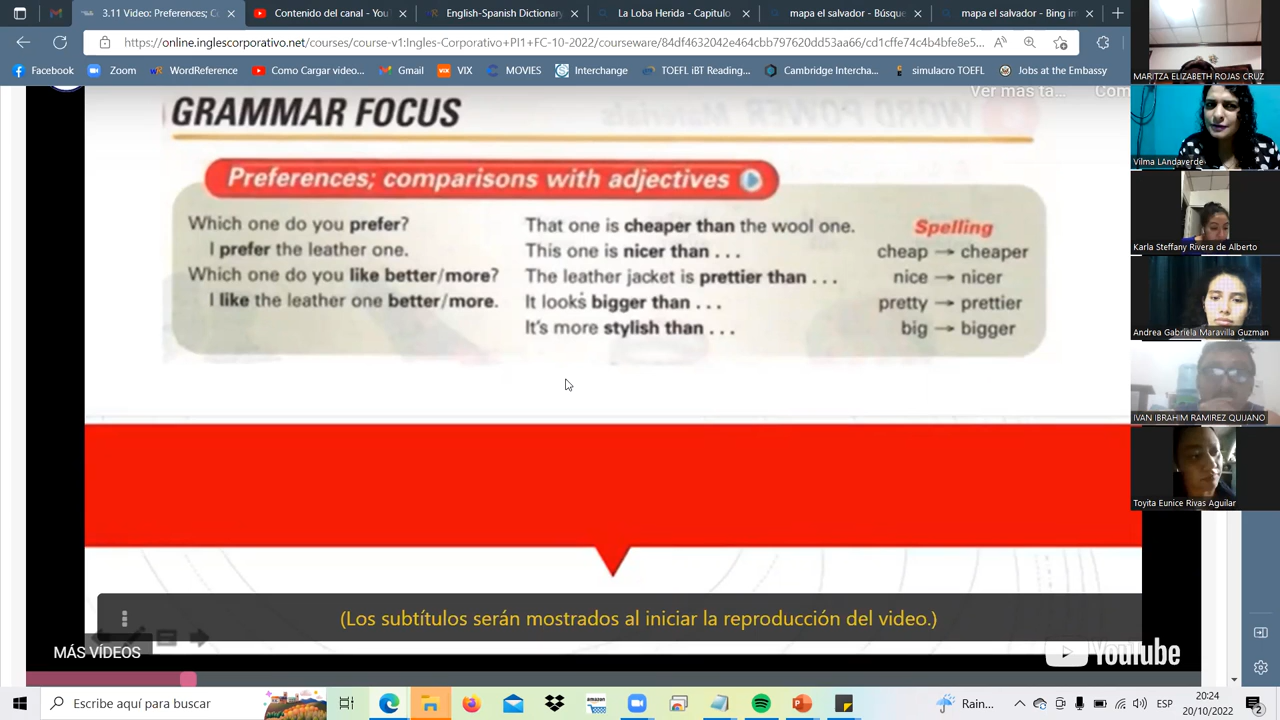 3.11 Video: Preferences; C
Contenido del canal - You
English-Spanish Dictionary
La Loba Herida - Capitulo
mapa el salvador - Búsque
mapa el salvador - Bing im
https://online.inglescorporativo.net/courses/course-v1:Ingles-Corporativo+PI1+FC-10-2022/courseware/84df4632042e464cbb797620dd53aa66/cd1cffe74c4b4bfe8e5...
Facebook
Zoom
WordReference
Como Cargar video...
Gmail
VIX
MOVIES
Interchange
TOEFL iBT Reading...
Cambridge Intercha...
simulacro TOEFL
Jobs at the Embassy
MARITZA ELIZABETH ROJAS CRUZ
Ver más ta...
Com
GRAMMAR FOCUS
Preferences; comparisons with adjectives
Which one do you prefer?
I prefer the leather one.
Which one do you like better/more?
I like the leather one better/more.
That one is cheaper than the wool one.
This one is nicer than . . .
The leather jacket is prettier than . . .
It looks bigger than . . .
It's more stylish than . . .
Spelling
cheap → cheaper
nice → nicer
pretty → prettier
big → bigger
Vilma LAndaverde
Karla Steffany Rivera de Alberto
Andrea Gabriela Maravilla Guzman
IVAN IBRAHIM RAMIREZ QUIJANO
Toyita Eunice Rivas Aguilar
(Los subtítulos serán mostrados al iniciar la reproducción del video.)
MÁS VÍDEOS
YouTube
Escribe aquí para buscar
amazon
Rain...
ESP
20:24
20/10/2022
2